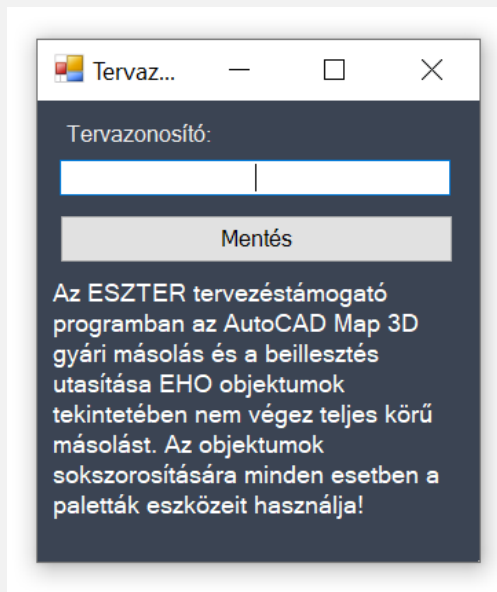 Tervaz...
Tervazonosító:
Mentés
Az ESZTER tervezéstámogató
programban az AutoCAD Map 3D
gyári másolás és a beillesztés
utasítása EHO objektumok
tekintetében nem végez teljes körű
másolást. Az objektumok
sokszorosítására minden esetben a
paletták eszközeit használja!